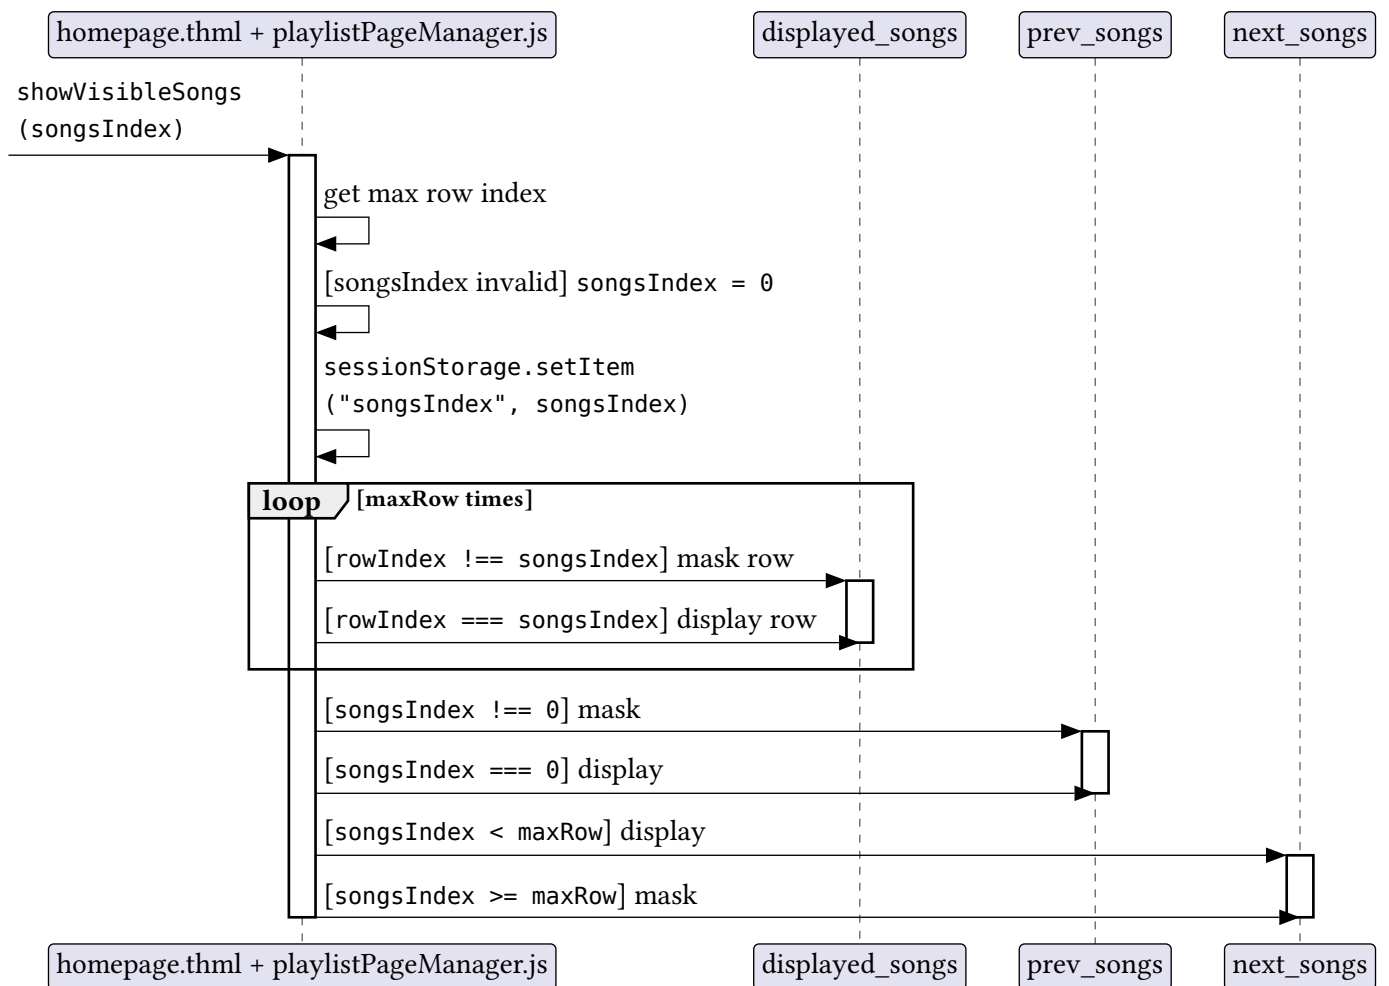 homepage.thml + playlistPageManager.js displayed_songs prev_songs next_songs
showVisibleSongs
(songsIndex)
get max row index
[songsIndex invalid] songsIndex = 0
sessionStorage.setItem
("songsIndex", songsIndex)
loop [maxRow times]
[rowIndex !== songsIndex] mask row
[rowIndex === songsIndex] display row
[songsIndex !== 0] mask
[songsIndex === 0] display
[songsIndex < maxRow] display
[songsIndex >= maxRow] mask
homepage.thml + playlistPageManager.js displayed_songs prev_songs next_songs